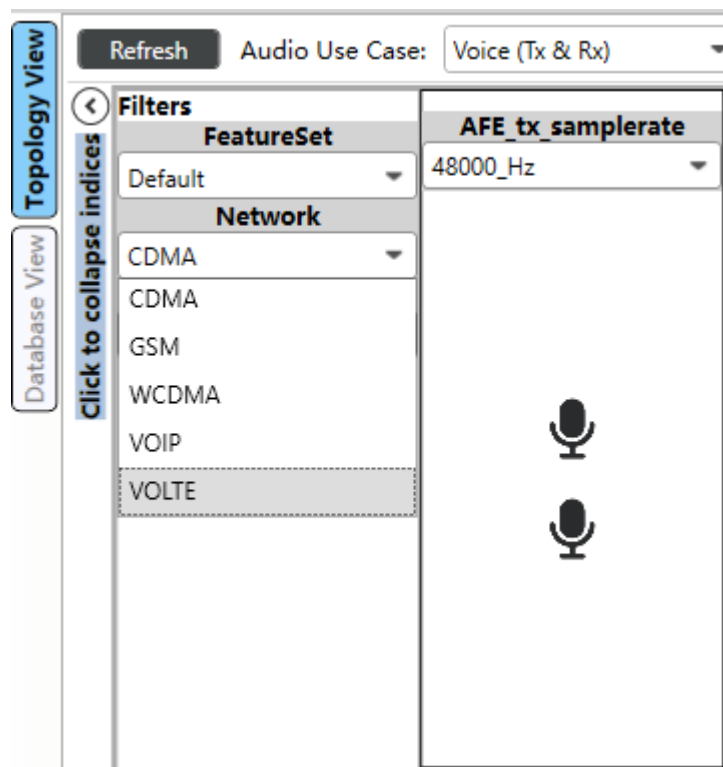 Topology View
Database View
Refresh
Audio Use Case:
Voice (Tx & Rx)
Click to collapse indices
Filters
FeatureSet
Default
Network
CDMA
CDMA
GSM
WCDMA
VOIP
VOLTE
AFE_tx_samplerate
48000_Hz